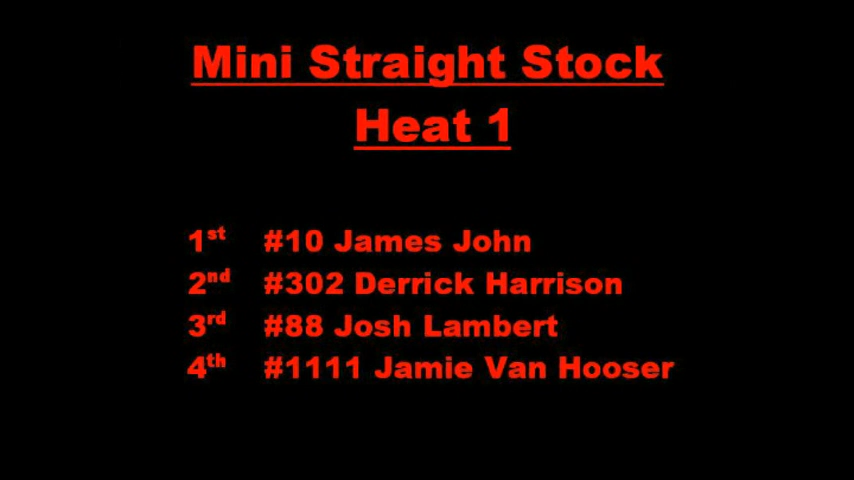 Mini Straight Stock
Heat 1
1st #10 James John
2nd #302 Derrick Harrison
3rd #88 Josh Lambert
4th #1111 Jamie Van Hooser